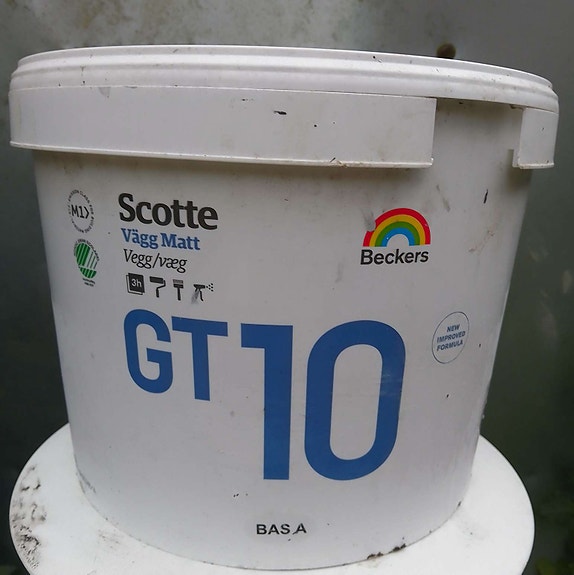 M1
Scotte
Vägg Matt
Vegg/væg
3h
Beckers
GT10
NEW
IMPROVED
FORMULA
BAS A